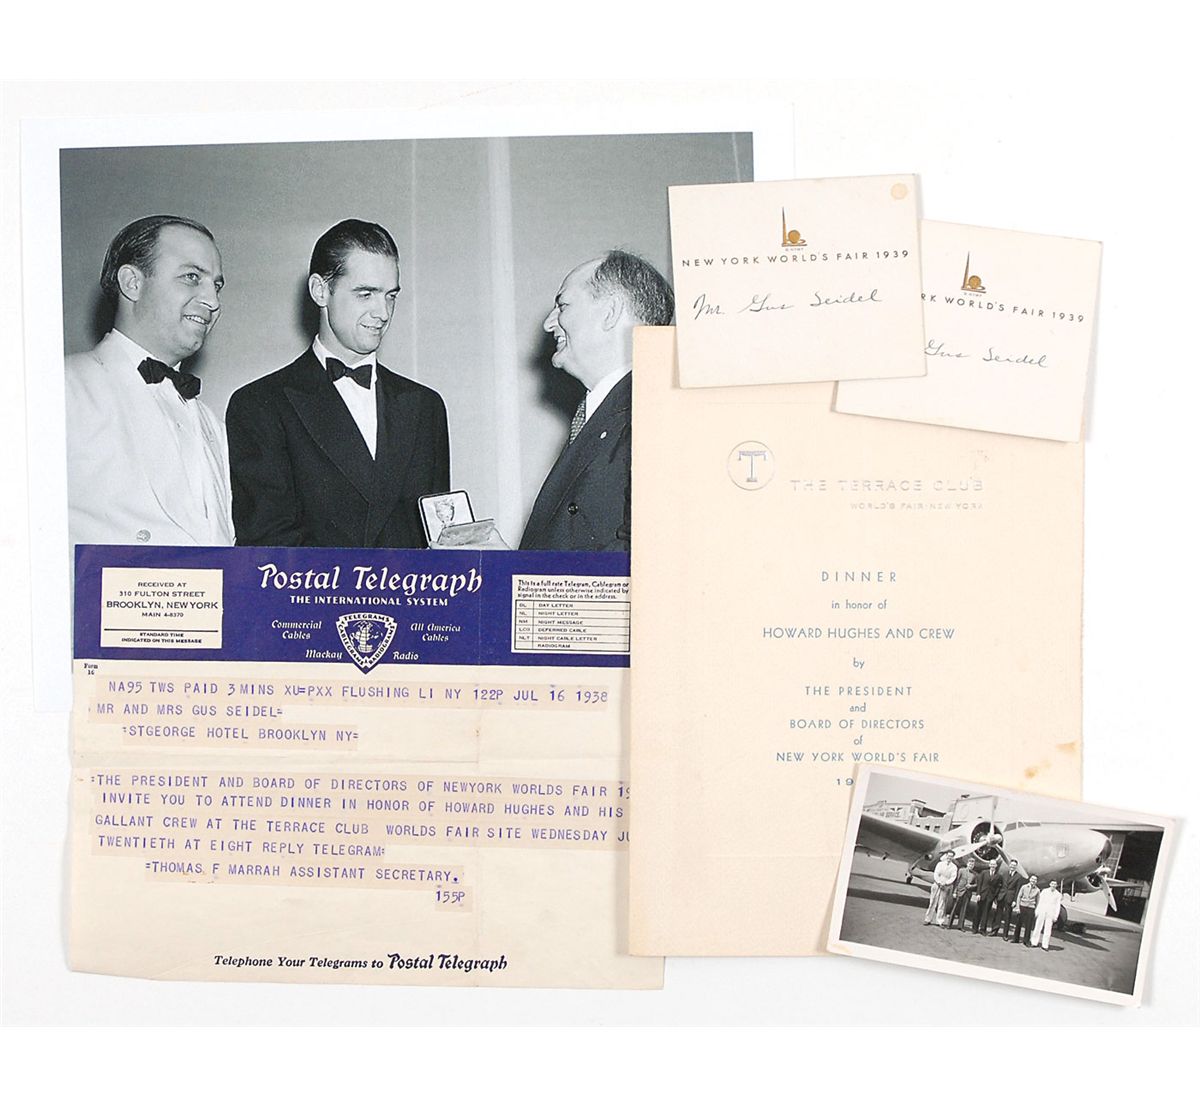 NEW YORK WORLD'S FAIR 1939
Mr. Gus Seidel
RK WORLD'S FAIR 1939
Gus Seidel
T
THE TERRACE CLUB
WORLD'S FAIR·NEW YORK
DINNER
in honor of
HOWARD HUGHES AND CREW
by
THE PRESIDENT
and
BOARD OF DIRECTORS
of
NEW YORK WORLD'S FAIR
19
RECEIVED AT
310 FULTON STREET
BROOKLYN, NEW YORK
MAIN 4-8370
STANDARD TIME
INDICATED ON THIS MESSAGE
Postal Telegraph
THE INTERNATIONAL SYSTEM
Commercial
Cables
All America
Cables
Mackay Radio
TELEGRAMS
CABLEGRAMS
RADIOGRAMS
This is a full rate Telegram, Cablegram or
Radiogram unless otherwise indicated by
signal in the check or in the address.
DL DAY LETTER
NL NIGHT LETTER
NM NIGHT MESSAGE
LCO DEFERRED CABLE
NLT NIGHT CABLE LETTER
RADIOGRAM
Form
16
NA95 TWS PAID 3 MINS XU=PXX FLUSHING LI NY 122P JUL 16 1938
MR AND MRS GUS SEIDEL=
=STGEORGE HOTEL BROOKLYN NY=
=THE PRESIDENT AND BOARD OF DIRECTORS OF NEWYORK WORLDS FAIR 19
INVITE YOU TO ATTEND DINNER IN HONOR OF HOWARD HUGHES AND HIS
GALLANT CREW AT THE TERRACE CLUB WORLDS FAIR SITE WEDNESDAY JU
TWENTIETH AT EIGHT REPLY TELEGRAM=
=THOMAS F MARRAH ASSISTANT SECRETARY.
155P
Telephone Your Telegrams to Postal Telegraph